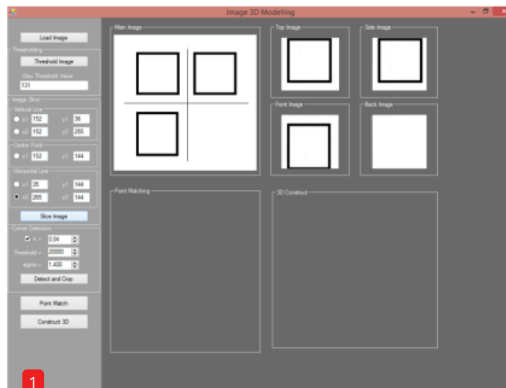 Image 3D Modelling
Load Image
Thresholding
Threshold Image
Otsu Threshold Value
131
Image Slice
Vertical Line
x1 152 y1 36
x2 152 y2 255
Center Point
x1 152 y1 144
Horizontal Line
x1 35 y1 144
x2 265 y2 144
Slice Image
Corner Detection
k = 0.04
Threshold = 20000
sigma = 1.400
Detect and Crop
Point Match
Construct 3D
Main Image
Top Image
Side Image
Front Image
Back Image
Point Matching
3D Construct
1